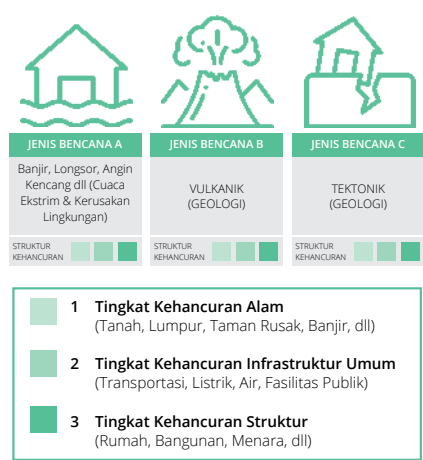 JENIS BENCANA A
Banjir, Longsor, Angin
Kencang dll (Cuaca
Ekstrim & Kerusakan
Lingkungan)
STRUKTUR
KEHANCURAN
JENIS BENCANA B
VULKANIK
(GEOLOGI)
STRUKTUR
KEHANCURAN
JENIS BENCANA C
TEKTONIK
(GEOLOGI)
STRUKTUR
KEHANCURAN
1 Tingkat Kehancuran Alam
(Tanah, Lumpur, Taman Rusak, Banjir, dll)
2 Tingkat Kehancuran Infrastruktur Umum
(Transportasi, Listrik, Air, Fasilitas Publik)
3 Tingkat Kehancuran Struktur
(Rumah, Bangunan, Menara, dll)